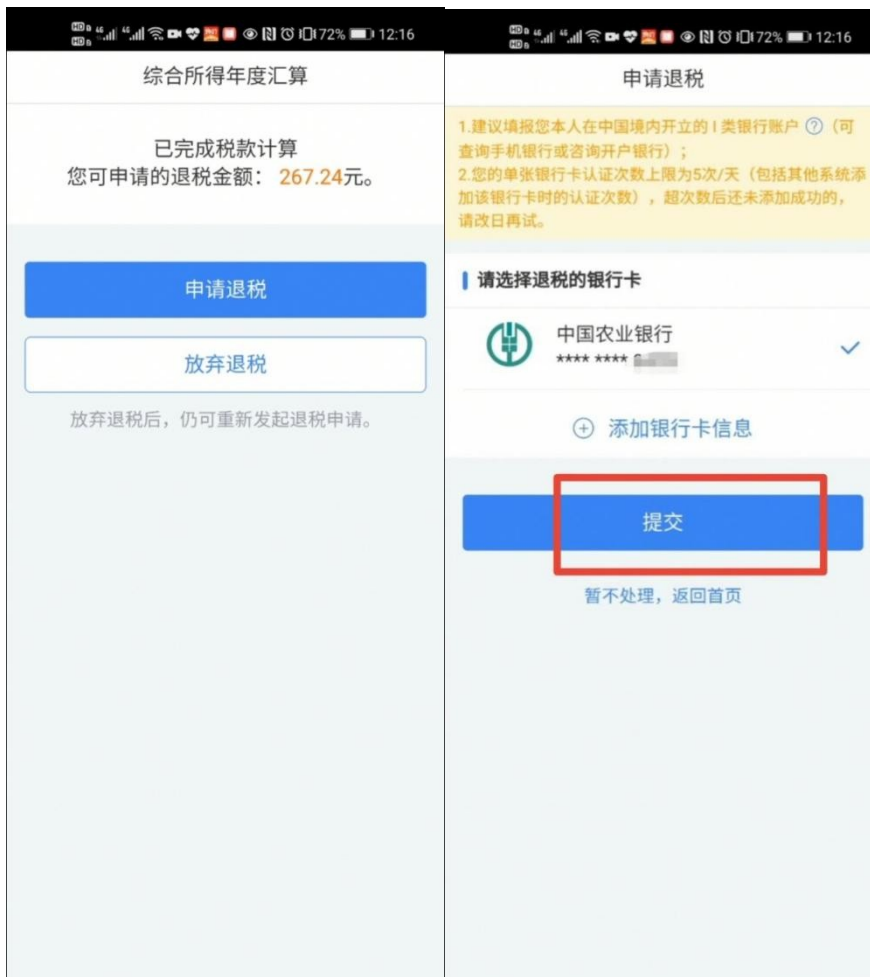 72% 12:16
综合所得年度汇算
已完成税款计算
您可申请的退税金额： 267.24元。
申请退税
放弃退税
放弃退税后，仍可重新发起退税申请。
72% 12:16
申请退税
1.建议填报您本人在中国境内开立的 I 类银行账户 ? （可
查询手机银行或咨询开户银行）；
2.您的单张银行卡认证次数上限为5次/天（包括其他系统添
加该银行卡时的认证次数），超次数后还未添加成功的，
请改日再试。
请选择退税的银行卡
中国农业银行
**** ****
添加银行卡信息
提交
暂不处理，返回首页